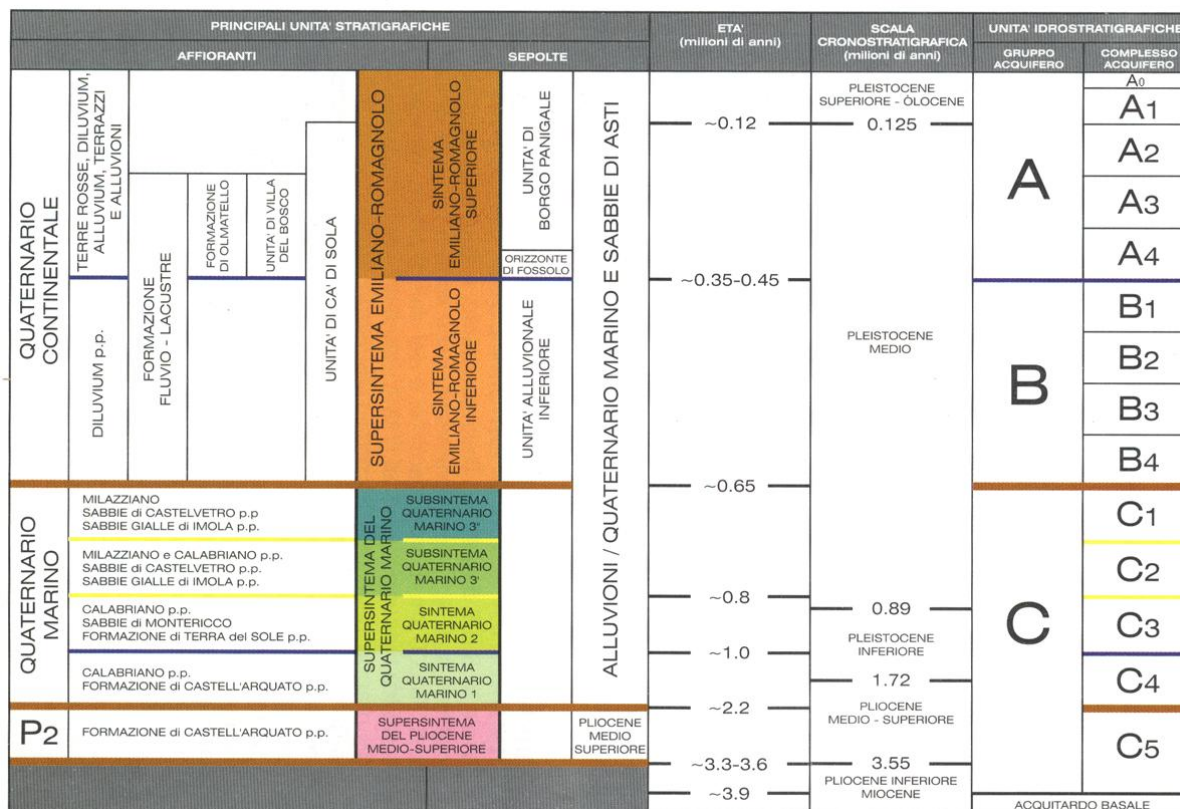 PRINCIPALI UNITA' STRATIGRAFICHE
AFFIORANTI
SEPOLTE
ETA'
(milioni di anni)
SCALA
CRONOSTRATIGRAFICA
(milioni di anni)
UNITA' IDROSTRATIGRAFICHE
GRUPPO
ACQUIFERO
COMPLESSO
ACQUIFERO
QUATERNARIO
CONTINENTALE
TERRE ROSSE, DILUVIUM,
ALLUVIUM, TERRAZZI
E ALLUVIONI
DILUVIUM p.p.
FORMAZIONE
FLUVIO - LACUSTRE
FORMAZIONE
DI OLMATELLO
UNITA' DI VILLA
DEL BOSCO
UNITA' DI CA' DI SOLA
SUPERSINTEMA EMILIANO-ROMAGNOLO
SINTEMA
EMILIANO-ROMAGNOLO
SUPERIORE
SINTEMA
EMILIANO-ROMAGNOLO
INFERIORE
UNITA' DI
BORGO PANIGALE
ORIZZONTE
DI FOSSOLO
UNITA' ALLUVIONALE
INFERIORE
ALLUVIONI / QUATERNARIO MARINO E SABBIE DI ASTI
QUATERNARIO
MARINO
MILAZZIANO
SABBIE di CASTELVETRO p.p
SABBIE GIALLE di IMOLA p.p.
MILAZZIANO e CALABRIANO p.p.
SABBIE di CASTELVETRO p.p.
SABBIE GIALLE di IMOLA p.p.
CALABRIANO p.p.
SABBIE di MONTERICCO
FORMAZIONE di TERRA del SOLE p.p.
CALABRIANO p.p.
FORMAZIONE di CASTELL'ARQUATO p.p.
SUPERSINTEMA DEL
QUATERNARIO MARINO
SUBSINTEMA
QUATERNARIO
MARINO 3"
SUBSINTEMA
QUATERNARIO
MARINO 3'
SINTEMA
QUATERNARIO
MARINO 2
SINTEMA
QUATERNARIO
MARINO 1
P2
FORMAZIONE di CASTELL'ARQUATO p.p.
SUPERSINTEMA
DEL PLIOCENE
MEDIO-SUPERIORE
PLIOCENE
MEDIO
SUPERIORE
~0.12
~0.35-0.45
~0.65
~0.8
~1.0
~2.2
~3.3-3.6
~3.9
PLEISTOCENE
SUPERIORE - OLOCENE
0.125
PLEISTOCENE
MEDIO
0.89
PLEISTOCENE
INFERIORE
1.72
PLIOCENE
MEDIO - SUPERIORE
3.55
PLIOCENE INFERIORE
MIOCENE
A
B
C
A0
A1
A2
A3
A4
B1
B2
B3
B4
C1
C2
C3
C4
C5
ACQUITARDO BASALE